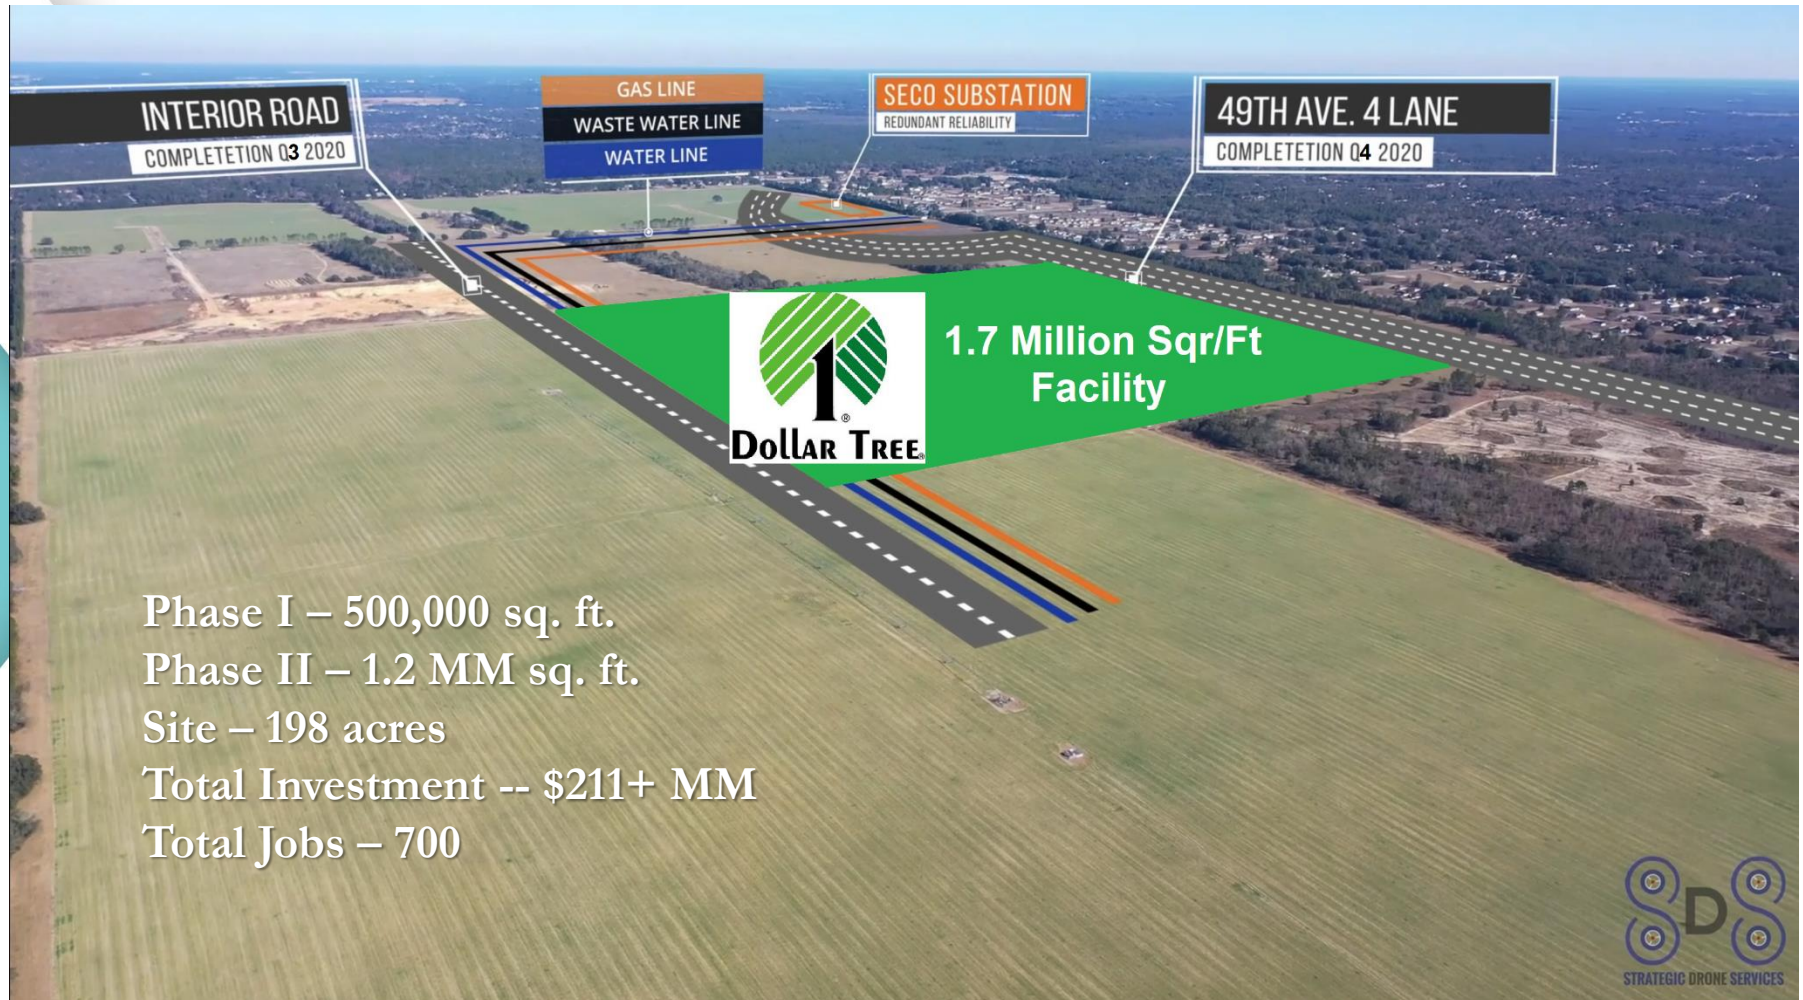 INTERIOR ROAD
COMPLETETION Q3 2020
GAS LINE
WASTE WATER LINE
WATER LINE
SECO SUBSTATION
REDUNDANT RELIABILITY
49TH AVE. 4 LANE
COMPLETETION Q4 2020
1
®
DOLLAR TREE®
1.7 Million Sqr/Ft
Facility
Phase I – 500,000 sq. ft.
Phase II – 1.2 MM sq. ft.
Site – 198 acres
Total Investment -- $211+ MM
Total Jobs – 700
SDS
STRATEGIC DRONE SERVICES